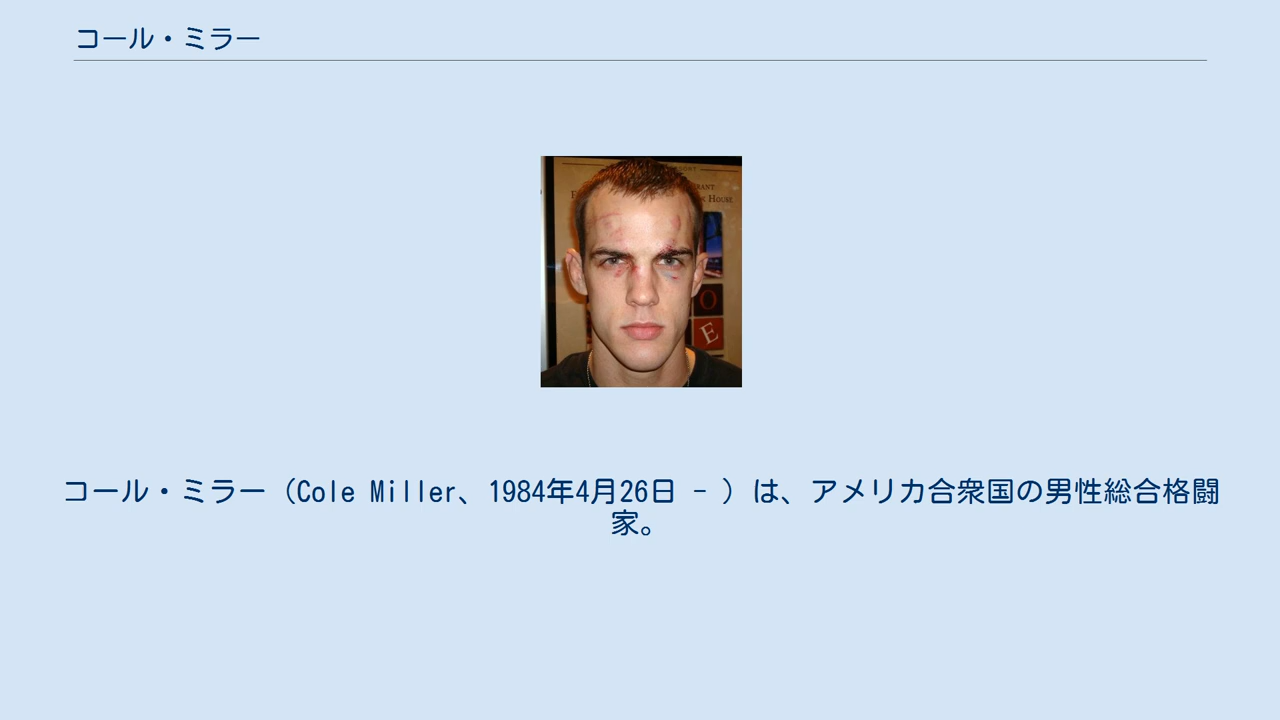 コール・ミラー
コール・ミラー（Cole Miller、1984年4月26日 - ）は、アメリカ合衆国の男性総合格闘
家。
RANT
K HOUSE
O
E